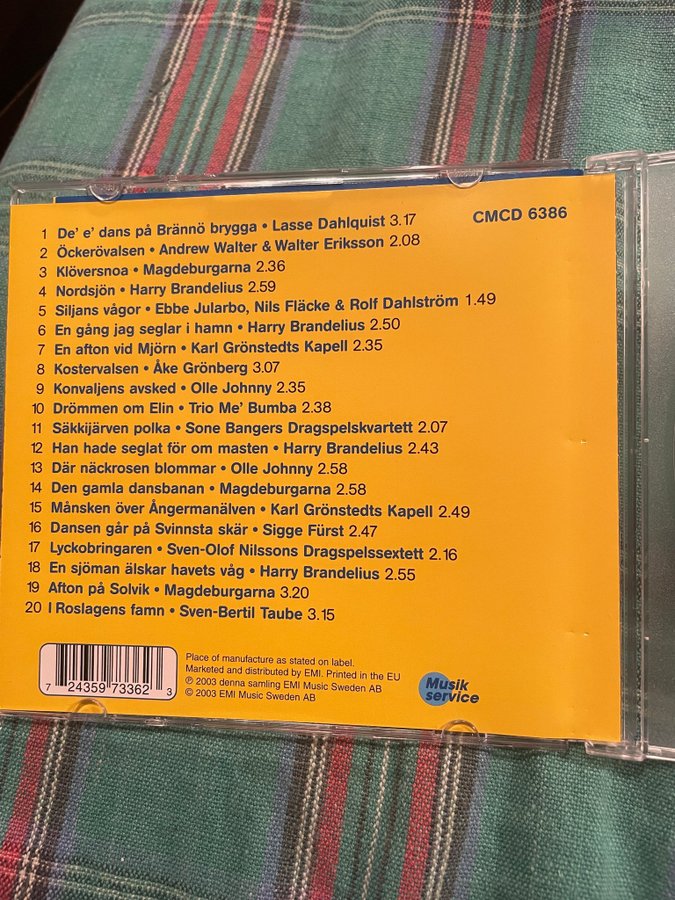 CMCD 6386
1 De' e' dans på Brännö brygga • Lasse Dahlquist 3.17
2 Öckerövalsen • Andrew Walter & Walter Eriksson 2.08
3 Klöversnoa • Magdeburgarna 2.36
4 Nordsjön • Harry Brandelius 2.59
5 Siljans vågor • Ebbe Jularbo, Nils Fläcke & Rolf Dahlström 1.49
6 En gång jag seglar i hamn • Harry Brandelius 2.50
7 En afton vid Mjörn • Karl Grönstedts Kapell 2.35
8 Kostervalsen • Åke Grönberg 3.07
9 Konvaljens avsked • Olle Johnny 2.35
10 Drömmen om Elin • Trio Me' Bumba 2.38
11 Säkkijärven polka • Sone Bangers Dragspelskvartett 2.07
12 Han hade seglat för om masten • Harry Brandelius 2.43
13 Där näckrosen blommar • Olle Johnny 2.58
14 Den gamla dansbanan • Magdeburgarna 2.58
15 Månsken över Ångermanälven • Karl Grönstedts Kapell 2.49
16 Dansen går på Svinnsta skär • Sigge Fürst 2.47
17 Lyckobringaren • Sven-Olof Nilssons Dragspelssextett 2.16
18 En sjöman älskar havets våg • Harry Brandelius 2.55
19 Afton på Solvik • Magdeburgarna 3.20
20 I Roslagens famn • Sven-Bertil Taube 3.15
7 24359 73362 3
Place of manufacture as stated on label.
Marketed and distributed by EMI. Printed in the EU
℗ 2003 denna samling EMI Music Sweden AB
© 2003 EMI Music Sweden AB
Musik
service